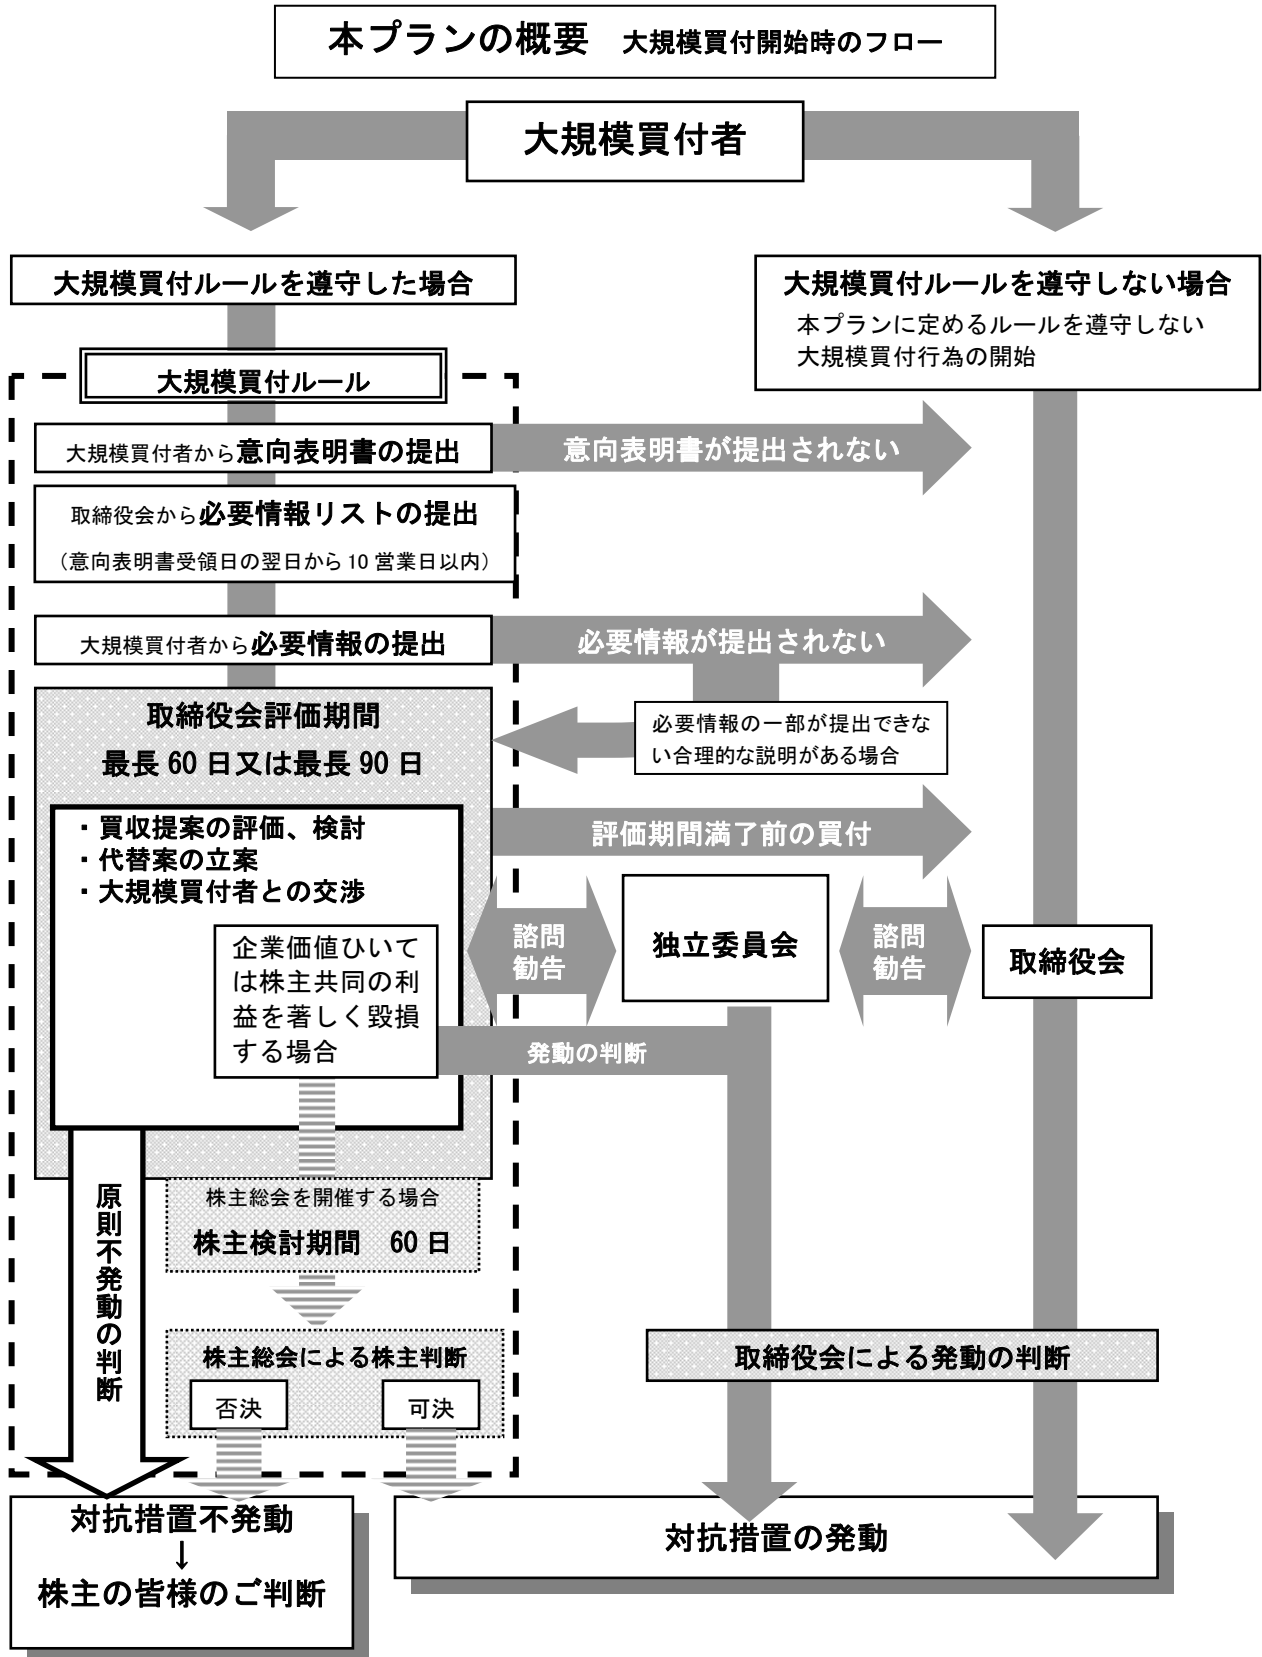 本プランの概要　大規模買付開始時のフロー
大規模買付者
大規模買付ルールを遵守した場合
大規模買付ルールを遵守しない場合
本プランに定めるルールを遵守しない
大規模買付行為の開始
大規模買付ルール
大規模買付者から意向表明書の提出
意向表明書が提出されない
取締役会から必要情報リストの提出
（意向表明書受領日の翌日から10営業日以内）
大規模買付者から必要情報の提出
必要情報が提出されない
取締役会評価期間
最長60日又は最長90日
必要情報の一部が提出できな
い合理的な説明がある場合
・買収提案の評価、検討
・代替案の立案
・大規模買付者との交渉
評価期間満了前の買付
企業価値ひいて
は株主共同の利
益を著しく毀損
する場合
諮問
勧告
独立委員会
諮問
勧告
取締役会
発動の判断
原則不発動の判断
株主総会を開催する場合
株主検討期間　60日
株主総会による株主判断
否決
可決
取締役会による発動の判断
対抗措置不発動
↓
株主の皆様のご判断
対抗措置の発動